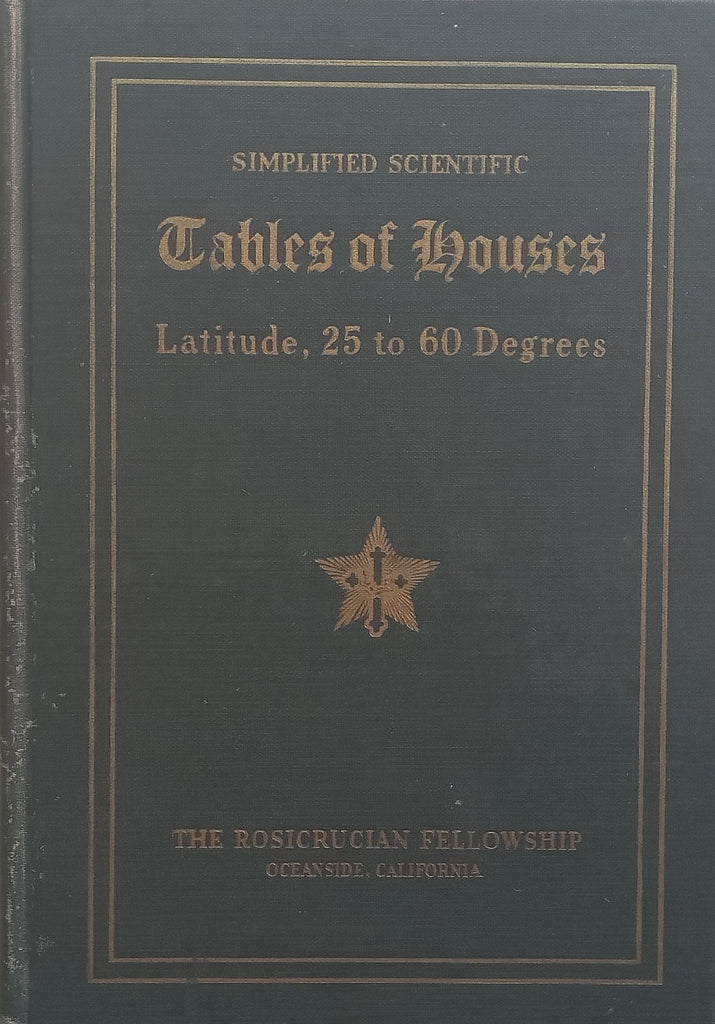 SIMPLIFIED SCIENTIFIC
Tables of Houses
Latitude, 25 to 60 Degrees
THE ROSICRUCIAN FELLOWSHIP
OCEANSIDE, CALIFORNIA